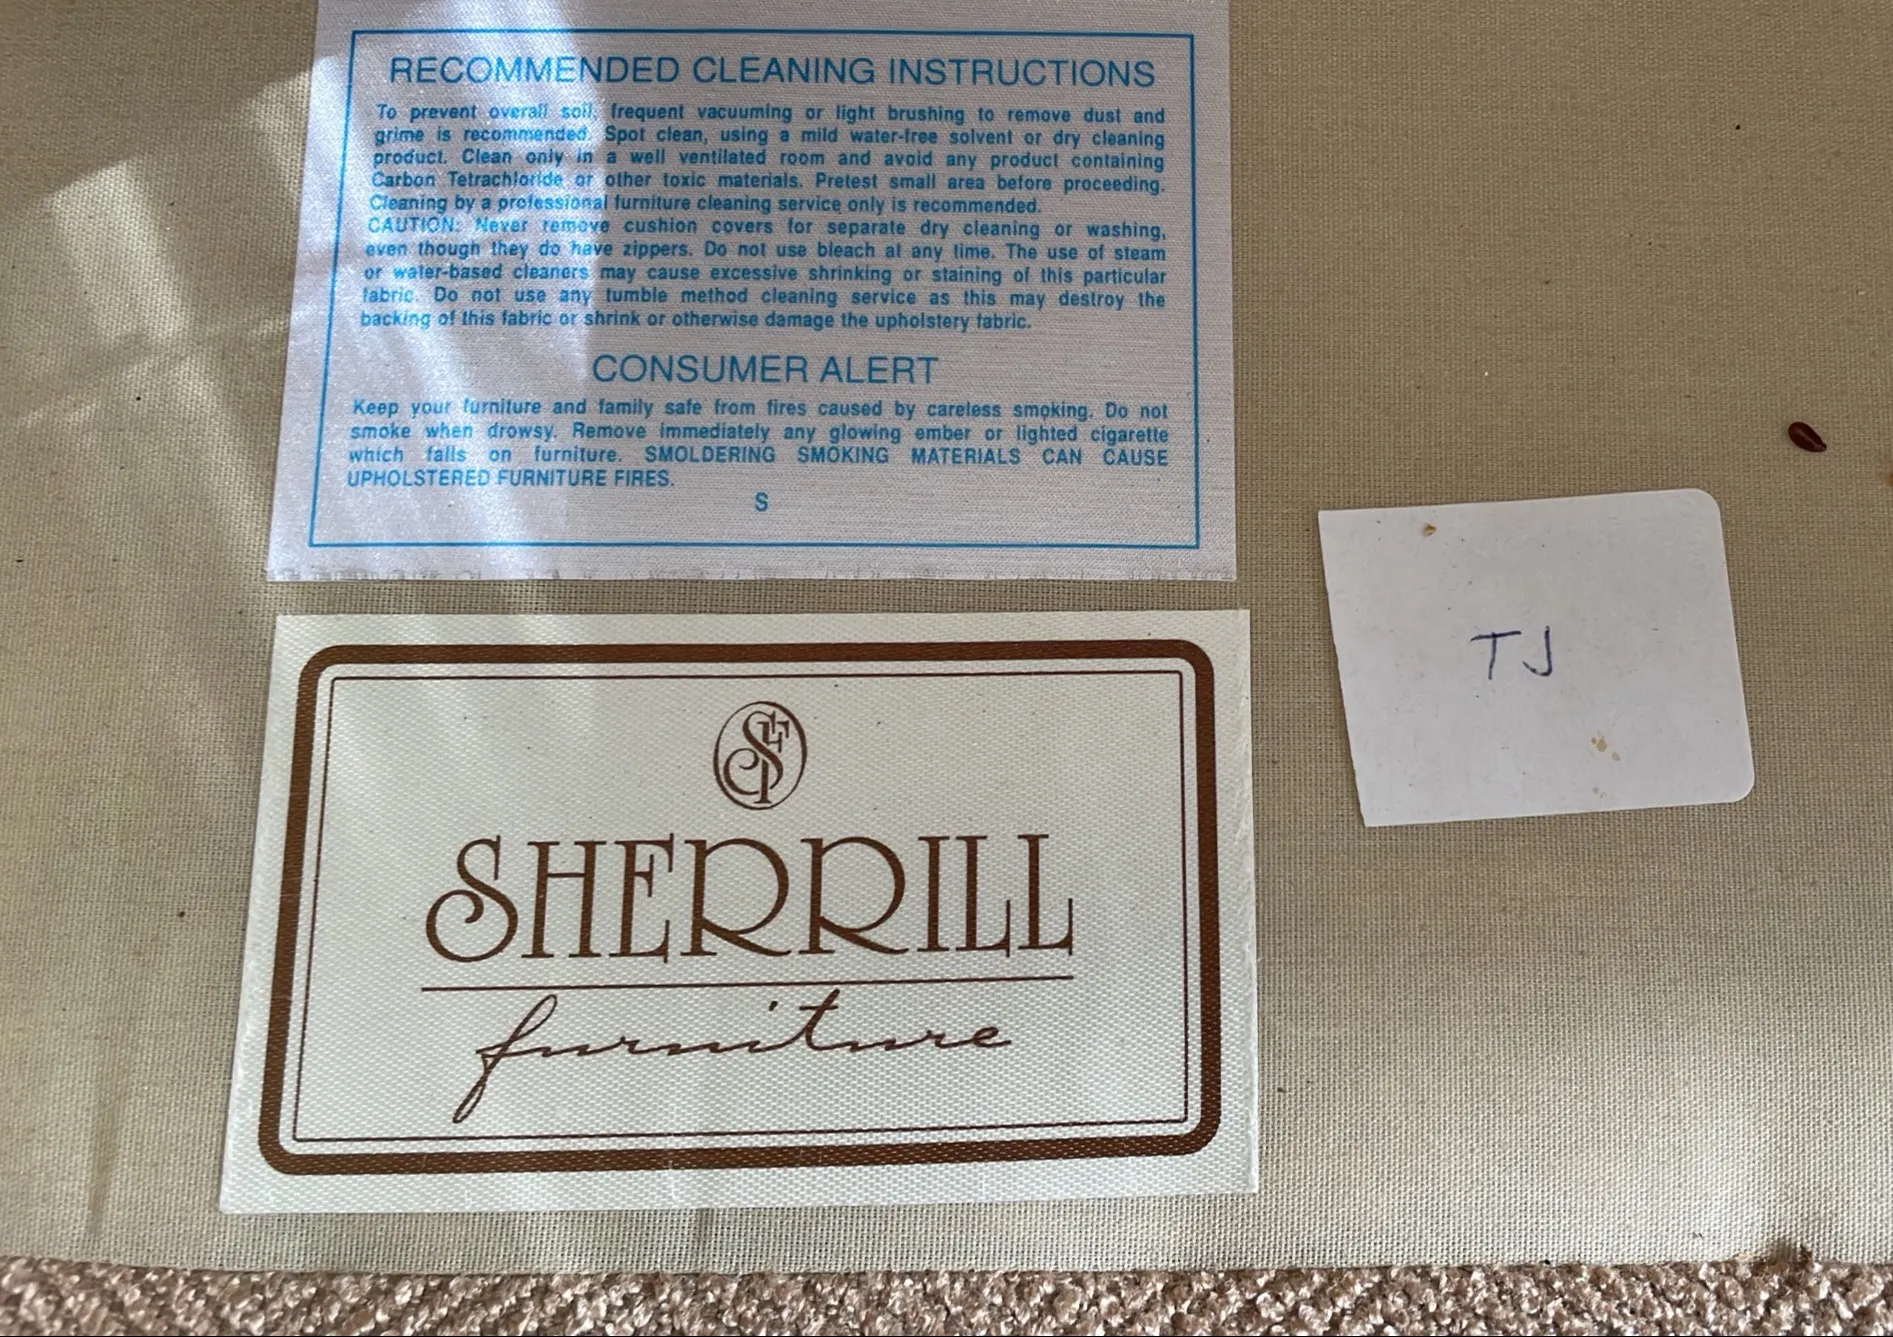 RECOMMENDED CLEANING INSTRUCTIONS
To prevent overall soil, frequent vacuuming or light brushing to remove dust and
grime is recommended. Spot clean, using a mild water-free solvent or dry cleaning
product. Clean only in a well ventilated room and avoid any product containing
Carbon Tetrachloride or other toxic materials. Pretest small area before proceeding.
Cleaning by a professional furniture cleaning service only is recommended.
CAUTION: Never remove cushion covers for separate dry cleaning or washing,
even though they do have zippers. Do not use bleach at any time. The use of steam
or water-based cleaners may cause excessive shrinking or staining of this particular
fabric. Do not use any tumble method cleaning service as this may destroy the
backing of this fabric or shrink or otherwise damage the upholstery fabric.
CONSUMER ALERT
Keep your furniture and family safe from fires caused by careless smoking. Do not
smoke when drowsy. Remove immediately any glowing ember or lighted cigarette
which falls on furniture. SMOLDERING SMOKING MATERIALS CAN CAUSE
UPHOLSTERED FURNITURE FIRES.
S
SHERRILL
furniture
TJ